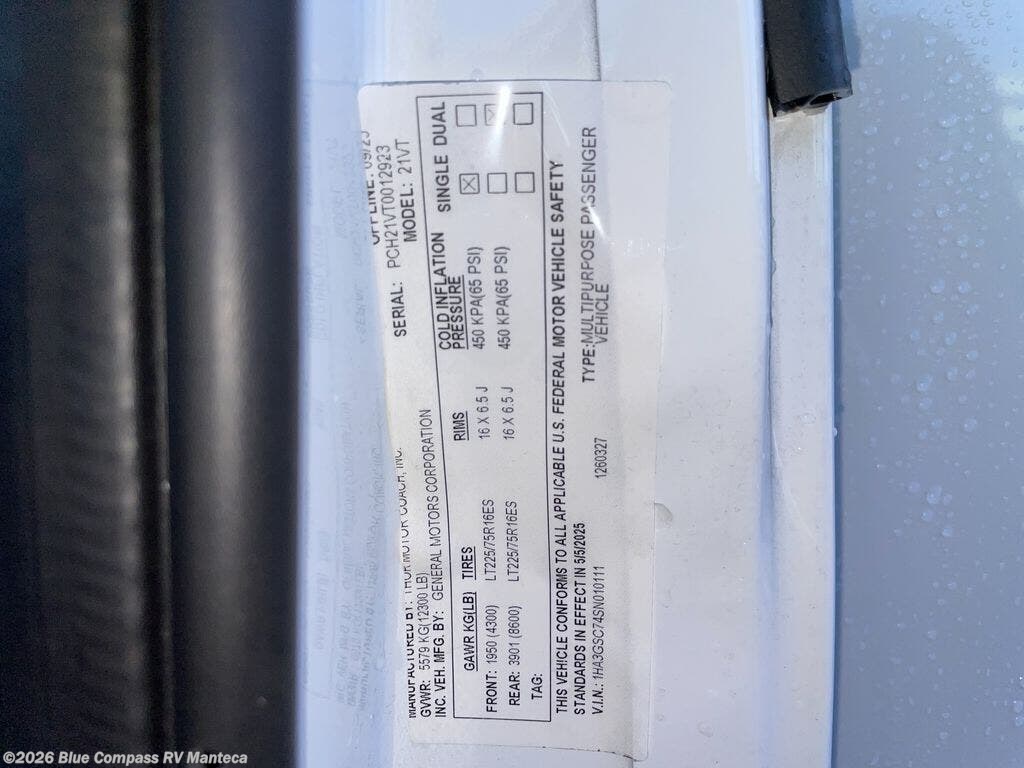 OFFLINE: 09/25
SERIAL: PCH21VT0012923
MODEL: 21VT
MANUFACTURED BY: THOR MOTOR COACH, INC.
GVWR: 5579 KG(12300 LB)
INC. VEH. MFG. BY: GENERAL MOTORS CORPORATION
GAWR KG(LB) TIRES RIMS COLD INFLATION PRESSURE SINGLE DUAL
FRONT: 1950 (4300) LT225/75R16ES 16 X 6.5 J 450 KPA(65 PSI) ☒ ☐
REAR: 3901 (8600) LT225/75R16ES 16 X 6.5 J 450 KPA(65 PSI) ☐ ☒
TAG: ☐ ☐
THIS VEHICLE CONFORMS TO ALL APPLICABLE U.S. FEDERAL MOTOR VEHICLE SAFETY
STANDARDS IN EFFECT IN 5/5/2025
TYPE:MULTIPURPOSE PASSENGER
VEHICLE
V.I.N.: 1HA3GSC74SN010111 1260327
©2026 Blue Compass RV Manteca